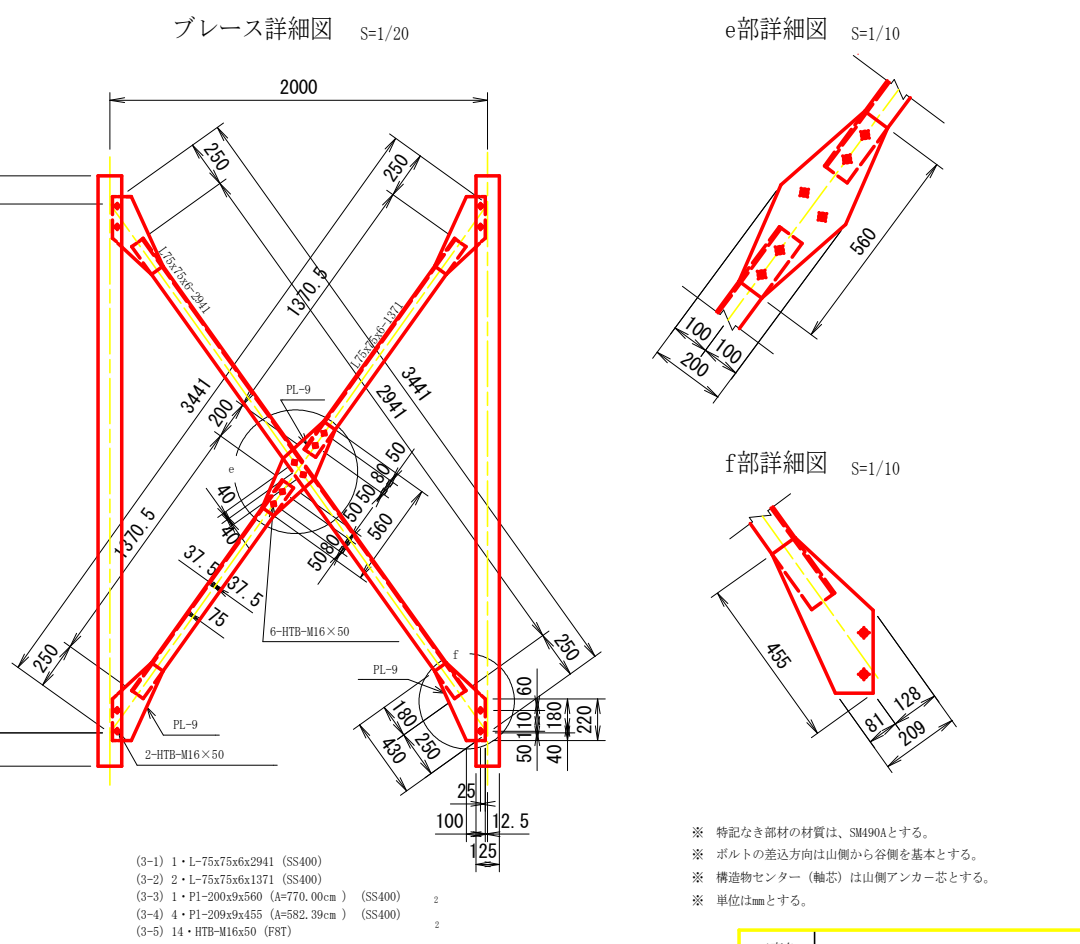 ブレース詳細図 S=1/20
2000
250
250
L75x75x6-2941
1370.5
L75x75x6-1371
3441
3441
2941
PL-9
200
e
40
40
50
80
50
50
50
80
560
1370.5
37.5
37.5
75
6-HTB-M16×50
250
250
f
PL-9
PL-9
2-HTB-M16×50
180
250
430
60
110
50
180
40
220
25
100
12.5
125
(3-1) 1・L-75x75x6x2941 (SS400)
(3-2) 2・L-75x75x6x1371 (SS400)
(3-3) 1・Pl-200x9x560 (A=770.00cm ) (SS400) 2
(3-4) 4・Pl-209x9x455 (A=582.39cm ) (SS400) 2
(3-5) 14・HTB-M16x50 (F8T)
e部詳細図 S=1/10
560
100
100
200
f部詳細図 S=1/10
455
81
128
209
※ 特記なき部材の材質は、SM490Aとする。
※ ボルトの差込方向は山側から谷側を基本とする。
※ 構造物センター（軸芯）は山側アンカー芯とする。
※ 単位はmmとする。